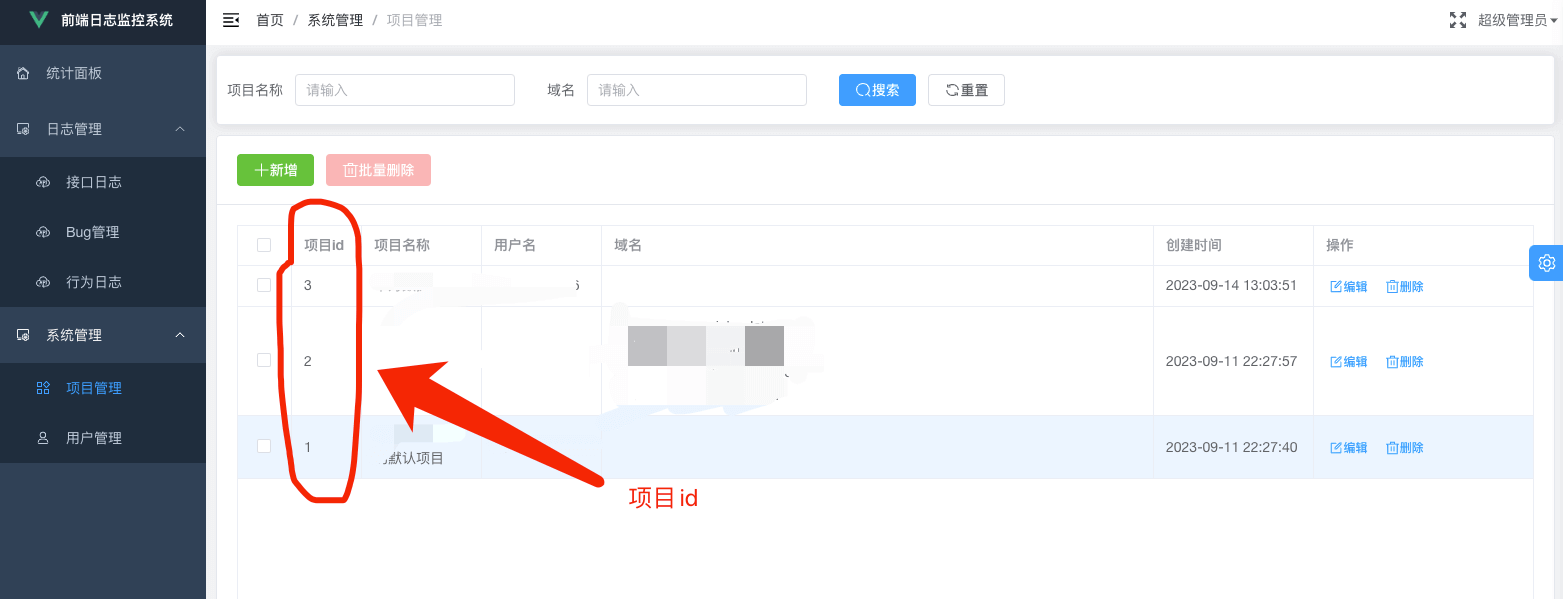 前端日志监控系统
首页 / 系统管理 / 项目管理
超级管理员
统计面板
日志管理
接口日志
Bug管理
行为日志
系统管理
项目管理
用户管理
项目名称 请输入 域名 请输入 搜索 重置
新增 批量删除
项目id 项目名称 用户名 域名 创建时间 操作
3 6 2023-09-14 13:03:51 编辑 删除
2 2023-09-11 22:27:57 编辑 删除
1 默认项目 2023-09-11 22:27:40 编辑 删除
项目id